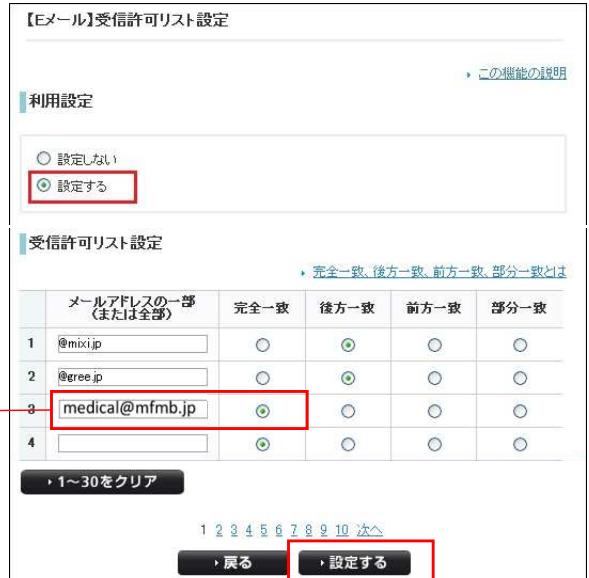 【Eメール】受信許可リスト設定
この機能の説明
利用設定
設定しない
設定する
受信許可リスト設定
完全一致、後方一致、前方一致、部分一致とは
メールアドレスの一部
(または全部) 完全一致 後方一致 前方一致 部分一致
1 @mixi.jp
2 @gree.jp
3 medical@mfmb.jp
4
1～30をクリア
1 2 3 4 5 6 7 8 9 10 次へ
戻る 設定する